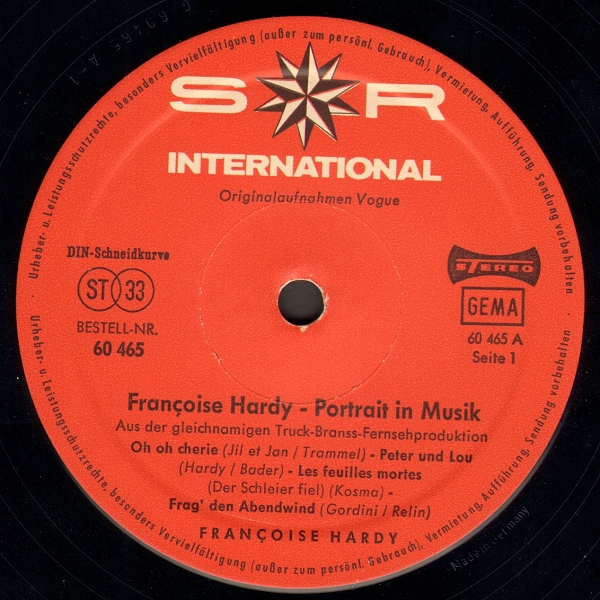 Urheber- u. Leistungsschutzrechte, besonders Vervielfältigung (außer zum persönl. Gebrauch), Vermietung, Aufführung, Sendung vorbehalten
S R
INTERNATIONAL
Originalaufnahmen Vogue
DIN-Schneidkurve
ST 33
BESTELL-NR.
60 465
STEREO
GEMA
60 465 A
Seite 1
Françoise Hardy - Portrait in Musik
Aus der gleichnamigen Truck-Branss-Fernsehproduktion
Oh oh cherie (Jil et Jan / Trammel) - Peter und Lou
(Hardy / Bader) - Les feuilles mortes
(Der Schleier fiel) (Kosma) -
Frag' den Abendwind (Gordini / Relin)
FRANÇOISE HARDY
Urheber- u. Leistungsschutzrechte, besonders Vervielfältigung (außer zum persönl. Gebrauch), Vermietung, Aufführung, Sendung vorbehalten
Made in Germany